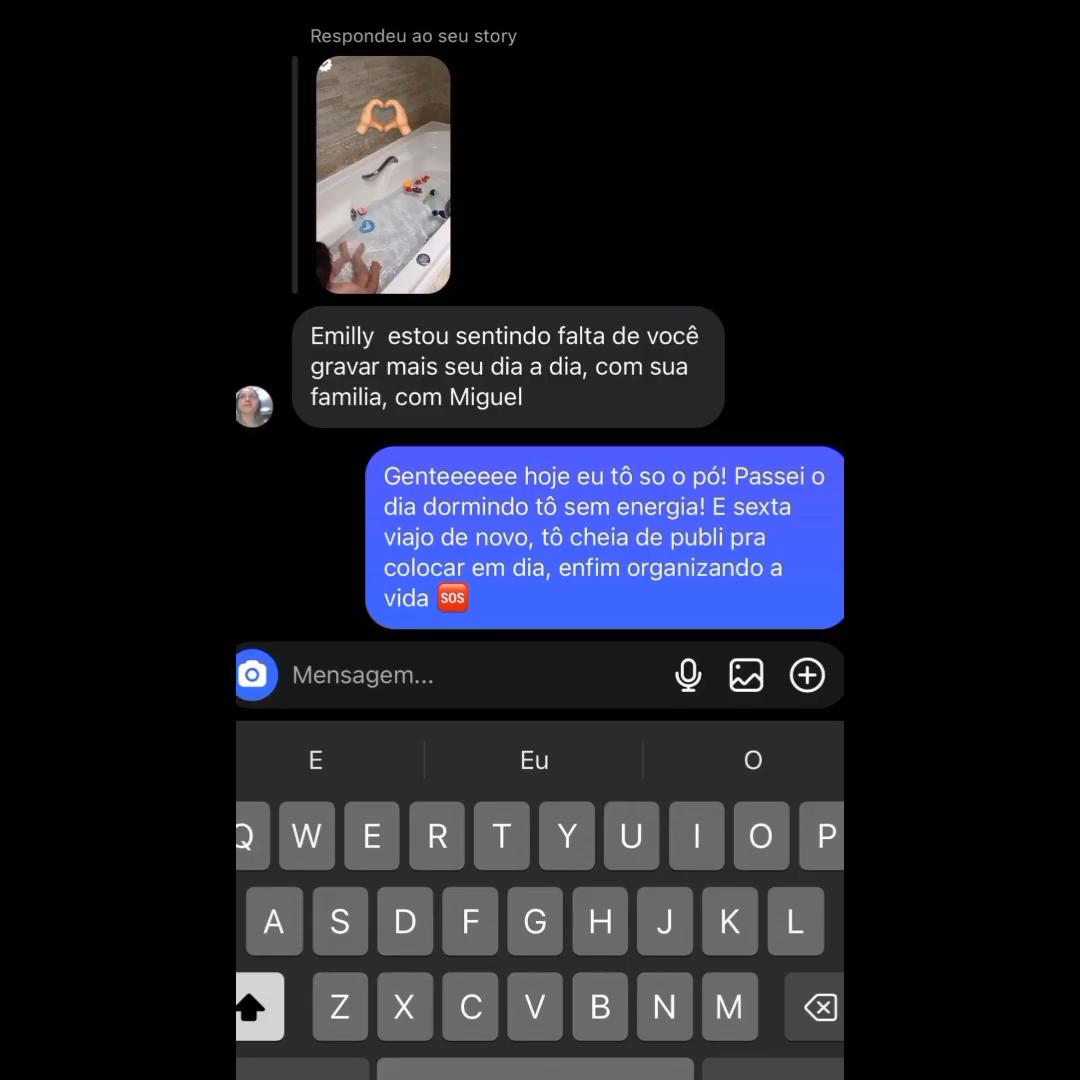 Respondeu ao seu story
Emilly  estou sentindo falta de você
gravar mais seu dia a dia, com sua
familia, com Miguel
Genteeeeee hoje eu tô so o pó! Passei o
dia dormindo tô sem energia! E sexta
viajo de novo, tô cheia de publi pra
colocar em dia, enfim organizando a
vida 🆘
Mensagem...
E Eu O
Q W E R T Y U I O P
A S D F G H J K L
Z X C V B N M